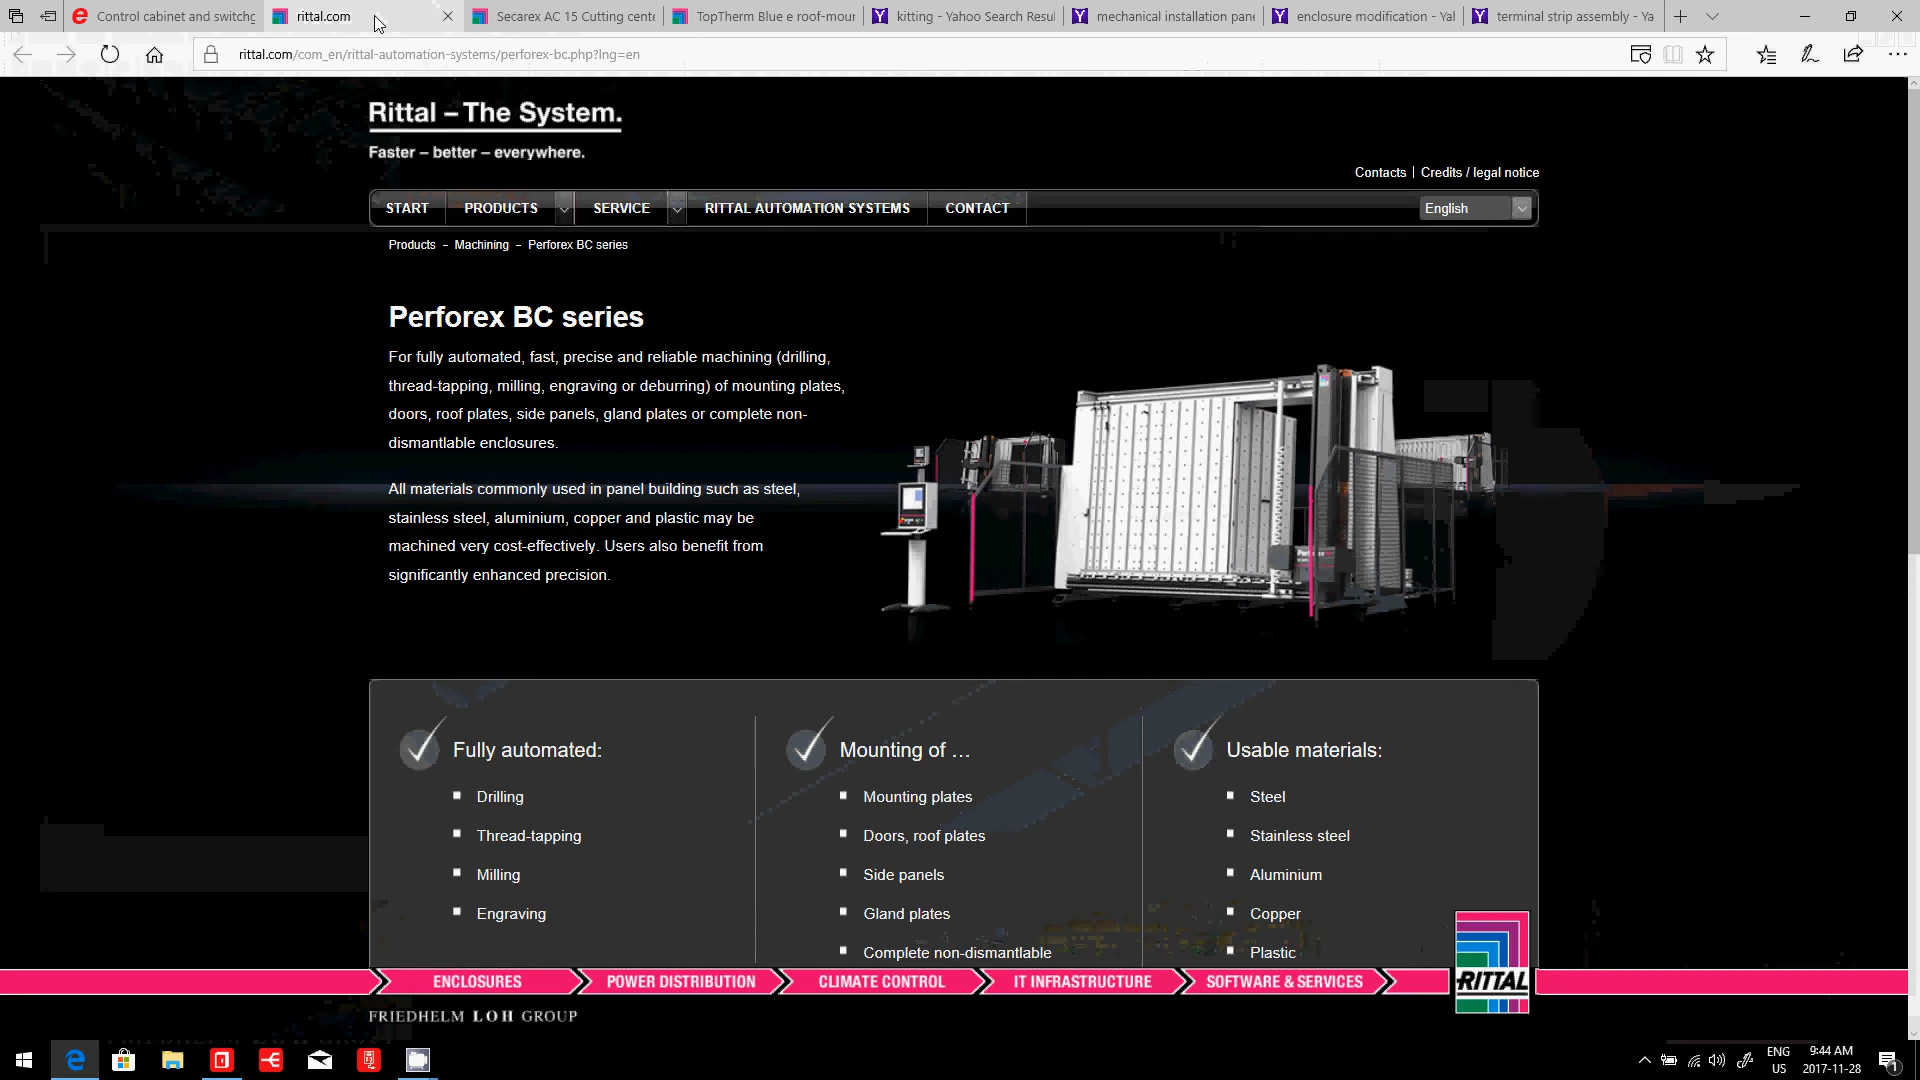 Control cabinet and switchg
rittal.com
Secarex AC 15 Cutting cente
TopTherm Blue e roof-mour
kitting - Yahoo Search Resul
mechanical installation pane
enclosure modification - Yal
terminal strip assembly - Ya
rittal.com/com_en/rittal-automation-systems/perforex-bc.php?lng=en
Rittal – The System.
Faster – better – everywhere.
Contacts | Credits / legal notice
START PRODUCTS SERVICE RITTAL AUTOMATION SYSTEMS CONTACT English
Products – Machining – Perforex BC series
Perforex BC series
For fully automated, fast, precise and reliable machining (drilling,
thread-tapping, milling, engraving or deburring) of mounting plates,
doors, roof plates, side panels, gland plates or complete non-
dismantlable enclosures.
All materials commonly used in panel building such as steel,
stainless steel, aluminium, copper and plastic may be
machined very cost-effectively. Users also benefit from
significantly enhanced precision.
Fully automated:
Drilling
Thread-tapping
Milling
Engraving
Mounting of …
Mounting plates
Doors, roof plates
Side panels
Gland plates
Complete non-dismantlable
Usable materials:
Steel
Stainless steel
Aluminium
Copper
Plastic
ENCLOSURES POWER DISTRIBUTION CLIMATE CONTROL IT INFRASTRUCTURE SOFTWARE & SERVICES
RITTAL
FRIEDHELM LOH GROUP
ENG
US
9:44 AM
2017-11-28
1